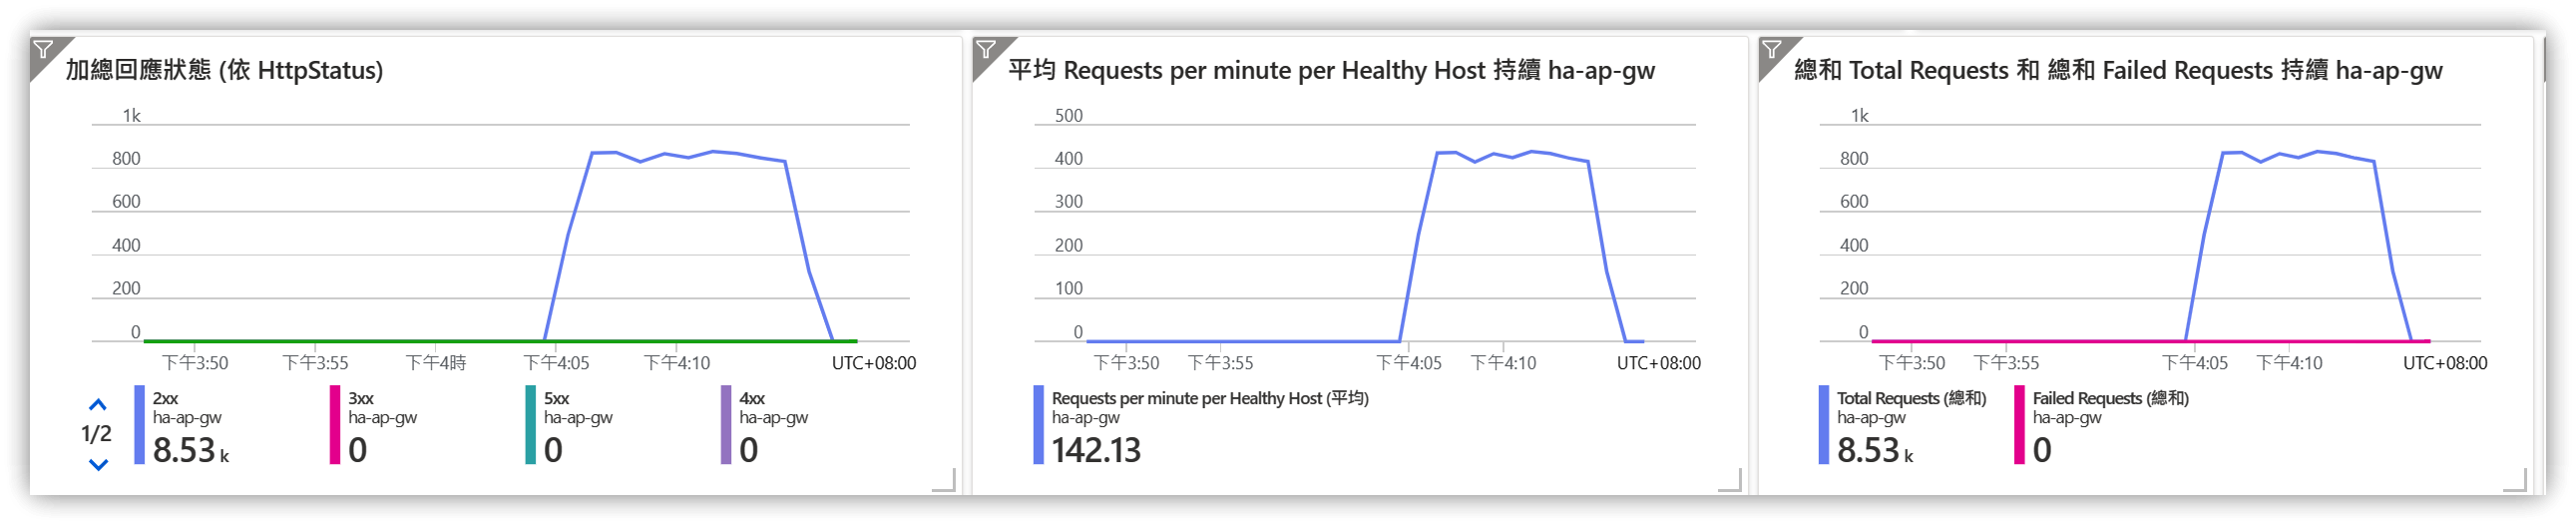 加總回應狀態 (依 HttpStatus)
1k
800
600
400
200
0
下午3:50
下午3:55
下午4時
下午4:05
下午4:10
UTC+08:00
1/2
2xx
ha-ap-gw
8.53 k
3xx
ha-ap-gw
0
5xx
ha-ap-gw
0
4xx
ha-ap-gw
0
平均 Requests per minute per Healthy Host 持續 ha-ap-gw
500
400
300
200
100
0
下午3:50
下午3:55
下午4:05
下午4:10
UTC+08:00
Requests per minute per Healthy Host (平均)
ha-ap-gw
142.13
總和 Total Requests 和 總和 Failed Requests 持續 ha-ap-gw
1k
800
600
400
200
0
下午3:50
下午3:55
下午4:05
下午4:10
UTC+08:00
Total Requests (總和)
ha-ap-gw
8.53 k
Failed Requests (總和)
ha-ap-gw
0